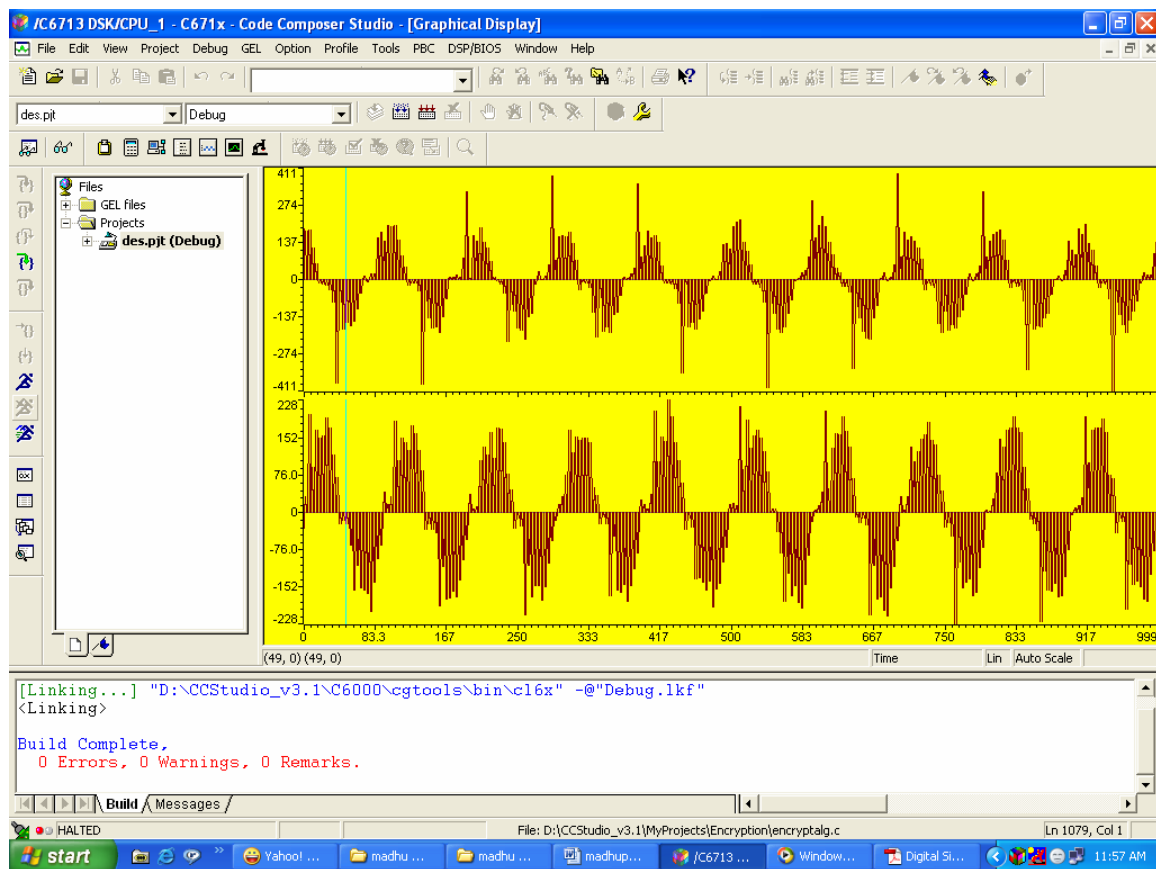 /C6713 DSK/CPU_1 - C671x - Code Composer Studio - [Graphical Display]
File Edit View Project Debug GEL Option Profile Tools PBC DSP/BIOS Window Help
des.pjt Debug
Files
GEL files
Projects
des.pjt (Debug)
411
274
137
0
-137
-274
-411
228
152
76.0
0
-76.0
-152
-228
0 83.3 167 250 333 417 500 583 667 750 833 917 999
(49, 0) (49, 0) Time Lin Auto Scale
[Linking...] "D:\CCStudio_v3.1\C6000\cgtools\bin\cl6x" -@"Debug.lkf"
<Linking>
Build Complete,
0 Errors, 0 Warnings, 0 Remarks.
Build Messages
HALTED File: D:\CCStudio_v3.1\MyProjects\Encryption\encryptalg.c Ln 1079, Col 1
start Yahoo! ... madhu ... madhu ... madhup... /C6713 ... Window... Digital Si... 11:57 AM